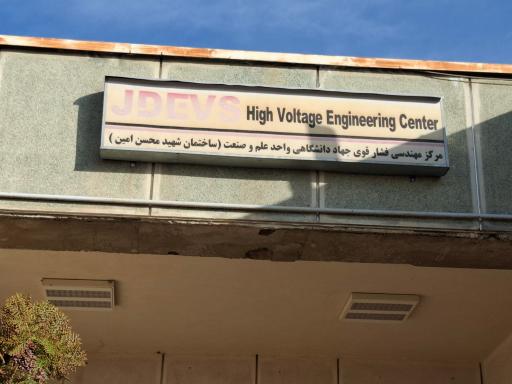 JDEVS High Voltage Engineering Center
مرکز مهندسی فشار قوی جهاد دانشگاهی واحد علم و صنعت (ساختمان شهید محسن امین )